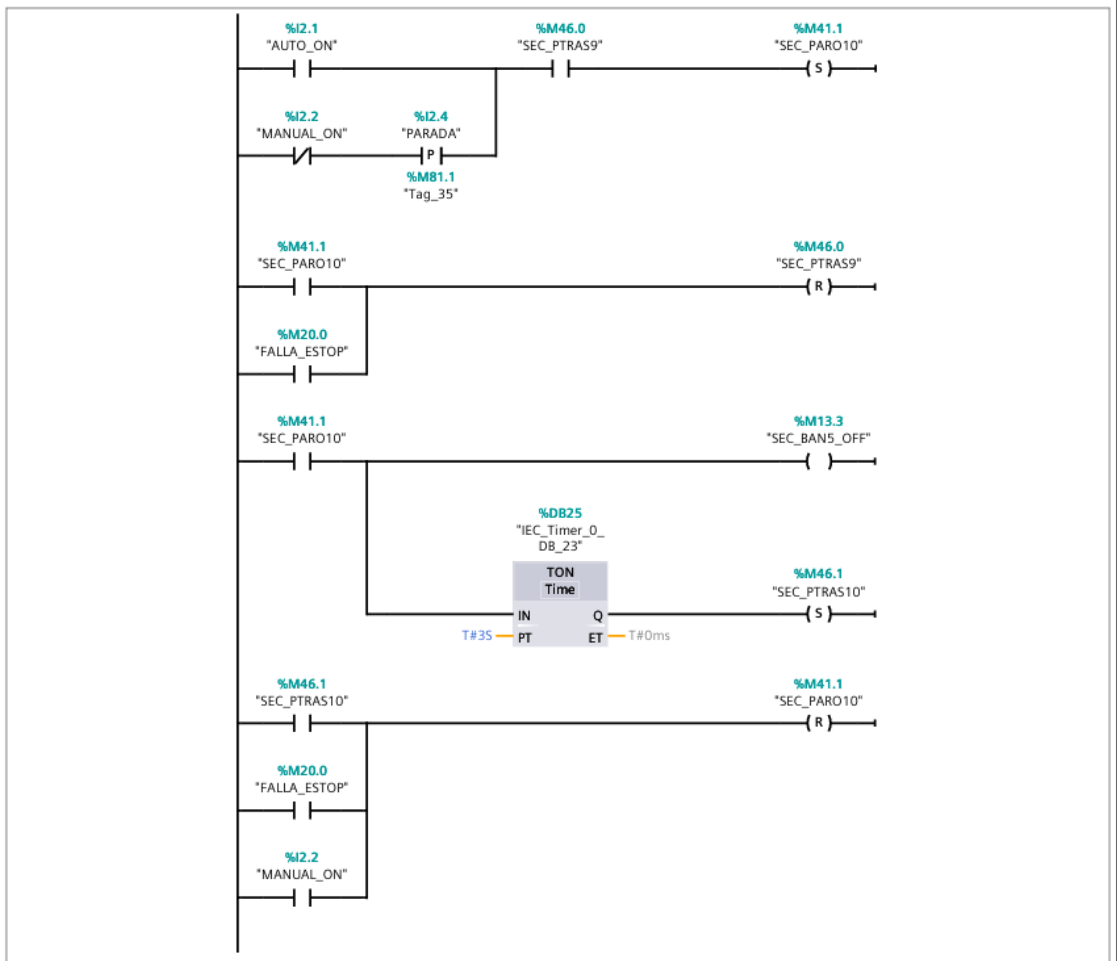 %I2.1
"AUTO_ON"
%M46.0
"SEC_PTRAS9"
%M41.1
"SEC_PARO10"
S
%I2.2
"MANUAL_ON"
%I2.4
"PARADA"
P
%M81.1
"Tag_35"
%M41.1
"SEC_PARO10"
%M46.0
"SEC_PTRAS9"
R
%M20.0
"FALLA_ESTOP"
%M41.1
"SEC_PARO10"
%M13.3
"SEC_BAN5_OFF"
%DB25
"IEC_Timer_0_
DB_23"
TON
Time
%M46.1
"SEC_PTRAS10"
IN Q
S
T#3S PT ET T#0ms
%M46.1
"SEC_PTRAS10"
%M41.1
"SEC_PARO10"
R
%M20.0
"FALLA_ESTOP"
%I2.2
"MANUAL_ON"